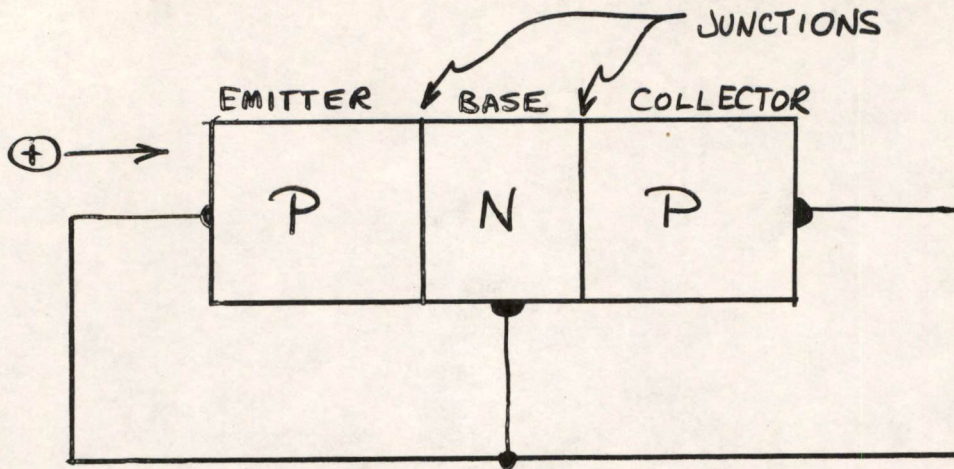 JUNCTIONS
EMITTER BASE COLLECTOR
+
P N P